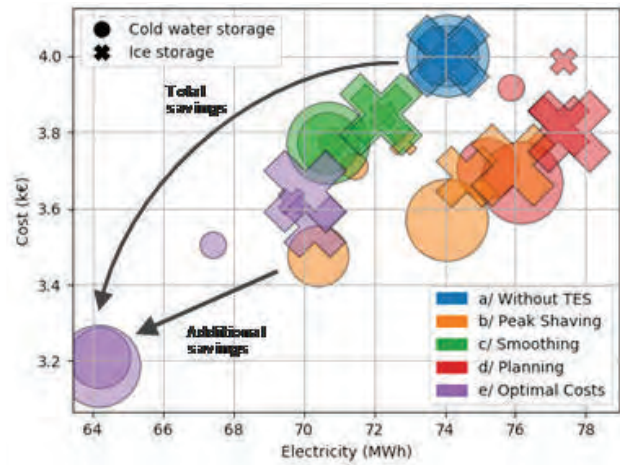 Cold water storage
Ice storage
4.0
3.8
3.6
3.4
3.2
Cost (k€)
Total
savings
Additional
savings
a/ Without TES
b/ Peak Shaving
c/ Smoothing
d/ Planning
e/ Optimal Costs
64 66 68 70 72 74 76 78
Electricity (MWh)